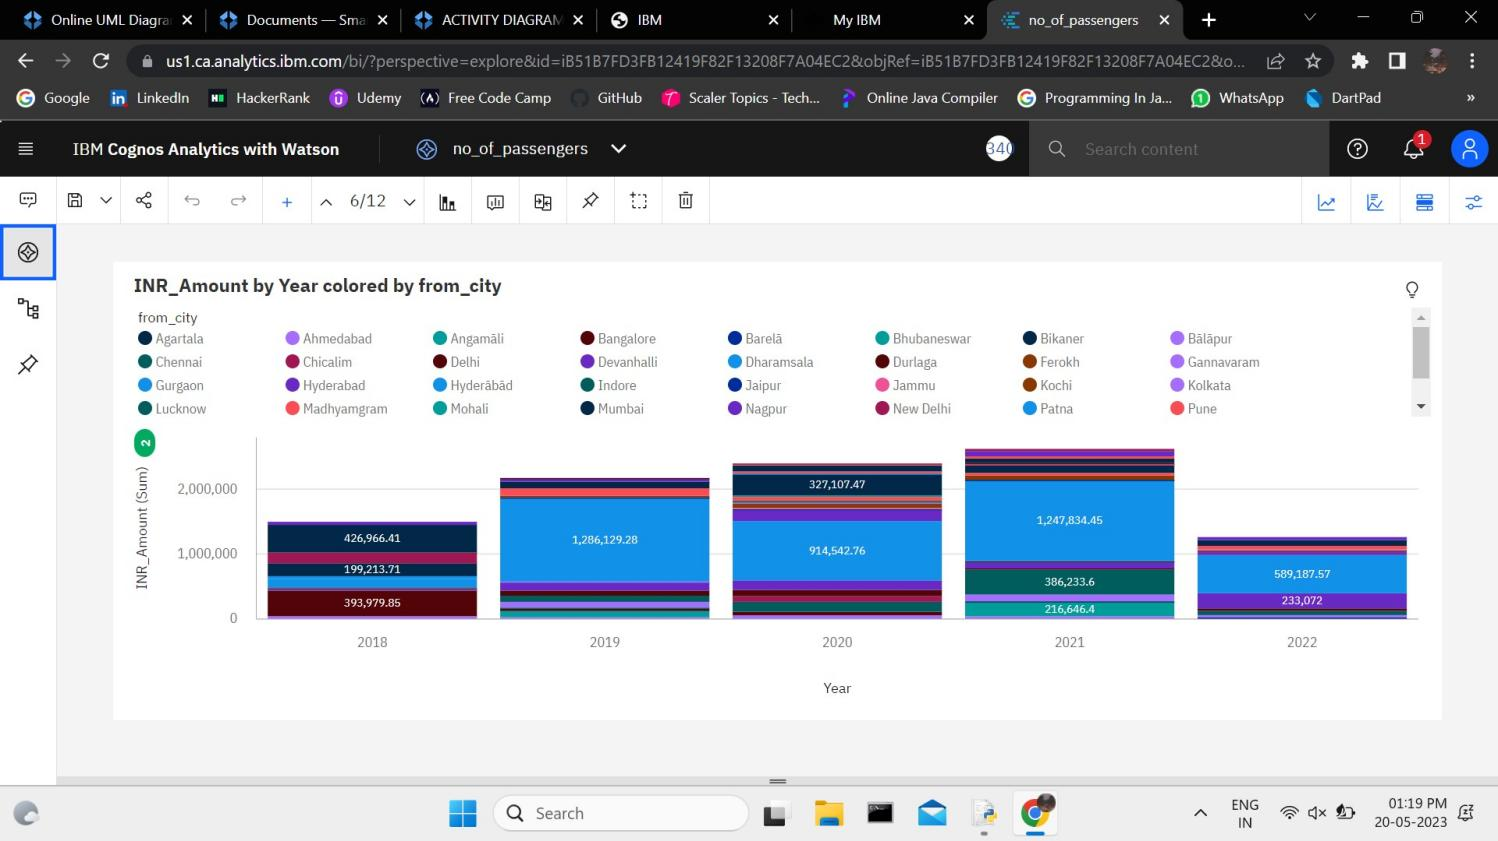 Online UML Diagra
Documents — Sma
ACTIVITY DIAGRAM
IBM
My IBM
no_of_passengers
us1.ca.analytics.ibm.com/bi/?perspective=explore&id=iB51B7FD3FB12419F82F13208F7A04EC2&objRef=iB51B7FD3FB12419F82F13208F7A04EC2&o...
Google
LinkedIn
HackerRank
Udemy
Free Code Camp
GitHub
Scaler Topics - Tech...
Online Java Compiler
Programming In Ja...
WhatsApp
DartPad
»
IBM Cognos Analytics with Watson
no_of_passengers
340
Search content
1
6/12
INR_Amount by Year colored by from_city
from_city
Agartala Ahmedabad Angamāli Bangalore Barelā Bhubaneswar Bikaner Bālāpur
Chennai Chicalim Delhi Devanhalli Dharamsala Durlaga Ferokh Gannavaram
Gurgaon Hyderabad Hyderābād Indore Jaipur Jammu Kochi Kolkata
Lucknow Madhyamgram Mohali Mumbai Nagpur New Delhi Patna Pune
2
INR_Amount (Sum)
2,000,000
1,000,000
0
426,966.41
199,213.71
393,979.85
1,286,129.28
327,107.47
914,542.76
1,247,834.45
386,233.6
216,646.4
589,187.57
233,072
2018 2019 2020 2021 2022
Year
Search
ENG
IN
01:19 PM
20-05-2023